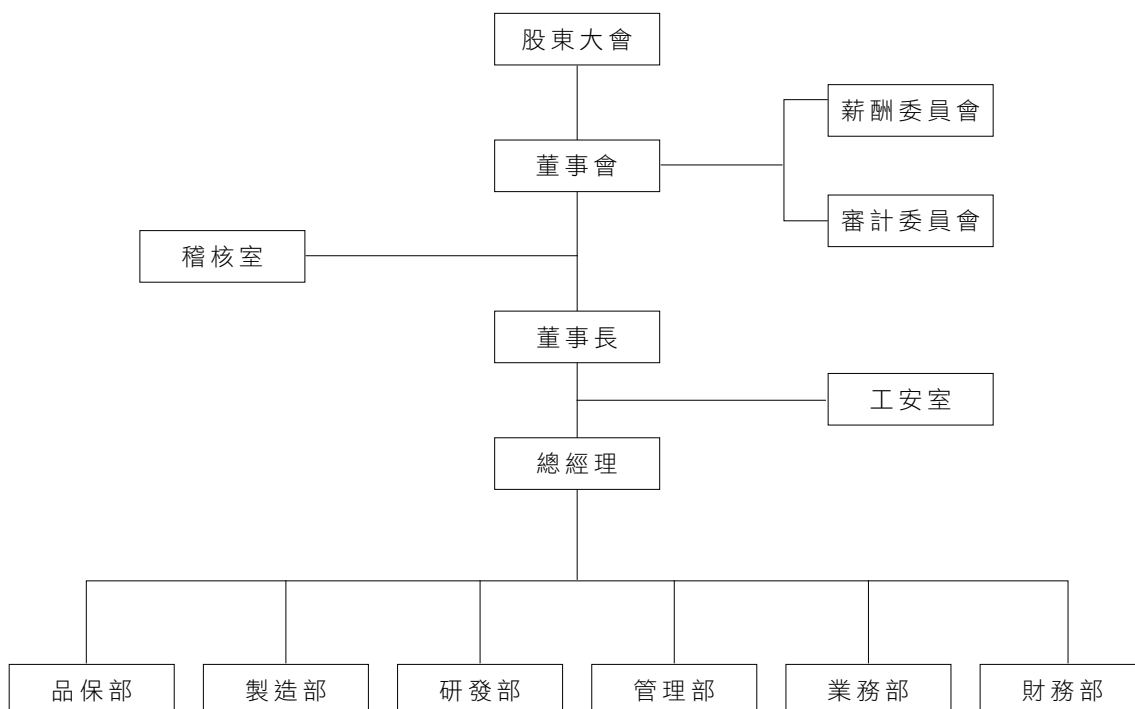 股東大會
薪酬委員會
董事會
審計委員會
稽核室
董事長
工安室
總經理
品保部
製造部
研發部
管理部
業務部
財務部